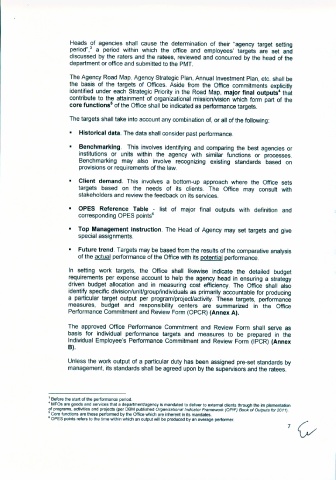 Heads of agencies shall cause the determination of their "agency target setting
period",² a period within which the office and employees' targets are set and
discussed by the raters and the ratees, reviewed and concurred by the head of the
department or office and submitted to the PMT.
The Agency Road Map, Agency Strategic Plan, Annual Investment Plan, etc. shall be
the basis of the targets of Offices. Aside from the Office commitments explicitly
identified under each Strategic Priority in the Road Map, major final outputs³ that
contribute to the attainment of organizational mission/vision which form part of the
core functions⁴ of the Office shall be indicated as performance targets.
The targets shall take into account any combination of, or all of the following:
• Historical data. The data shall consider past performance.
• Benchmarking. This involves identifying and comparing the best agencies or
institutions or units within the agency with similar functions or processes.
Benchmarking may also involve recognizing existing standards based on
provisions or requirements of the law.
• Client demand. This involves a bottom-up approach where the Office sets
targets based on the needs of its clients. The Office may consult with
stakeholders and review the feedback on its services.
• OPES Reference Table - list of major final outputs with definition and
corresponding OPES points⁵
• Top Management instruction. The Head of Agency may set targets and give
special assignments.
• Future trend. Targets may be based from the results of the comparative analysis
of the actual performance of the Office with its potential performance.
In setting work targets, the Office shall likewise indicate the detailed budget
requirements per expense account to help the agency head in ensuring a strategy
driven budget allocation and in measuring cost efficiency. The Office shall also
identify specific division/unit/group/individuals as primarily accountable for producing
a particular target output per program/project/activity. These targets, performance
measures, budget and responsibility centers are summarized in the Office
Performance Commitment and Review Form (OPCR) (Annex A).
The approved Office Performance Commitment and Review Form shall serve as
basis for individual performance targets and measures to be prepared in the
Individual Employee's Performance Commitment and Review Form (IPCR) (Annex
B).
Unless the work output of a particular duty has been assigned pre-set standards by
management, its standards shall be agreed upon by the supervisors and the ratees.
² Before the start of the performance period.
³ MFOs are goods and services that a department/agency is mandated to deliver to external clients through the implementation
of programs, activities and projects (per DBM published Organizational Indicator Framework (OPIF) Book of Outputs for 2011)
⁴ Core functions are those performed by the Office which are inherent in its mandates.
⁵ OPES points refers to the time within which an output will be produced by an average performer.
7